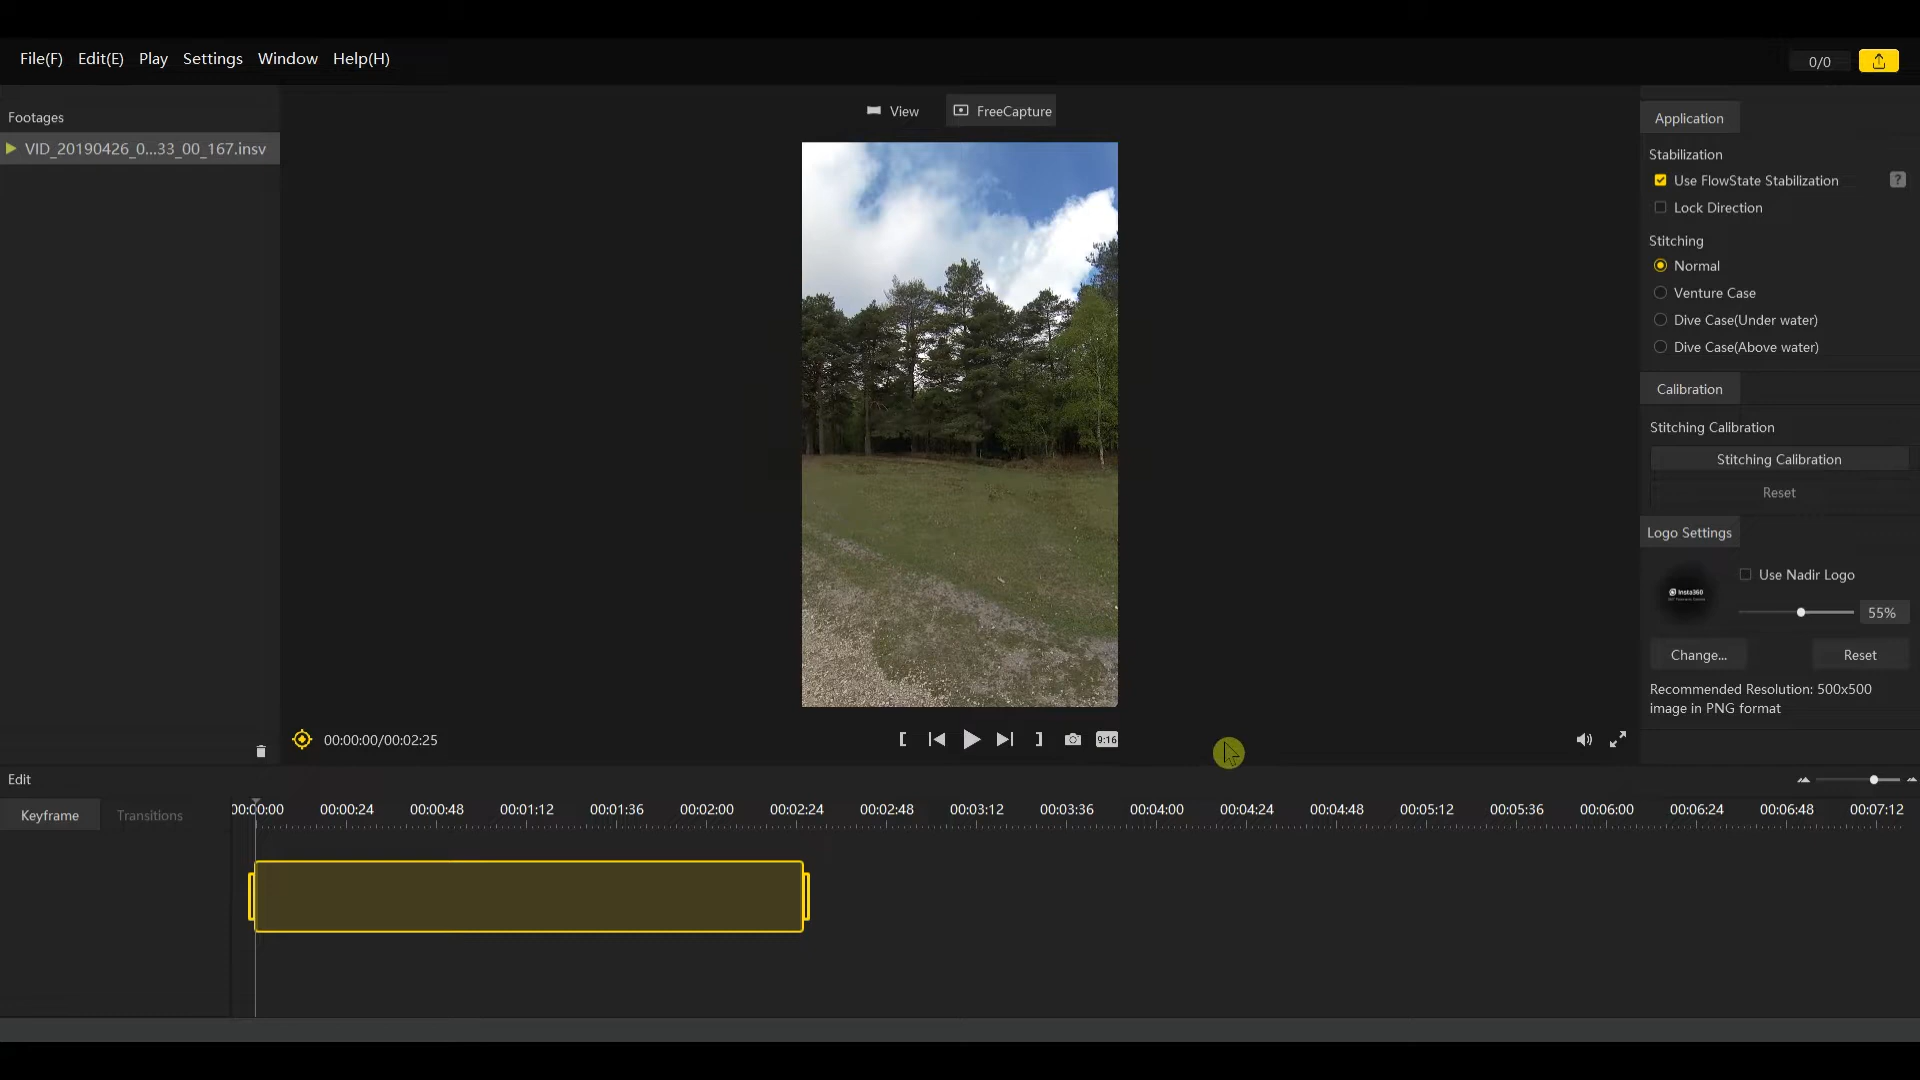 File(F) Edit(E) Play Settings Window Help(H)
0/0
Footages
VID_20190426_0...33_00_167.insv
View FreeCapture
Application
Stabilization
Use FlowState Stabilization ?
Lock Direction
Stitching
Normal
Venture Case
Dive Case(Under water)
Dive Case(Above water)
Calibration
Stitching Calibration
Stitching Calibration
Reset
Logo Settings
Insta360
Use Nadir Logo
55%
Change... Reset
Recommended Resolution: 500x500
image in PNG format
00:00:00/00:02:25
9:16
Edit
Keyframe Transitions
00:00:00 00:00:24 00:00:48 00:01:12 00:01:36 00:02:00 00:02:24 00:02:48 00:03:12 00:03:36 00:04:00 00:04:24 00:04:48 00:05:12 00:05:36 00:06:00 00:06:24 00:06:48 00:07:12